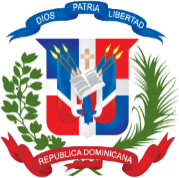 DIOS PATRIA LIBERTAD
REPUBLICA DOMINICANA